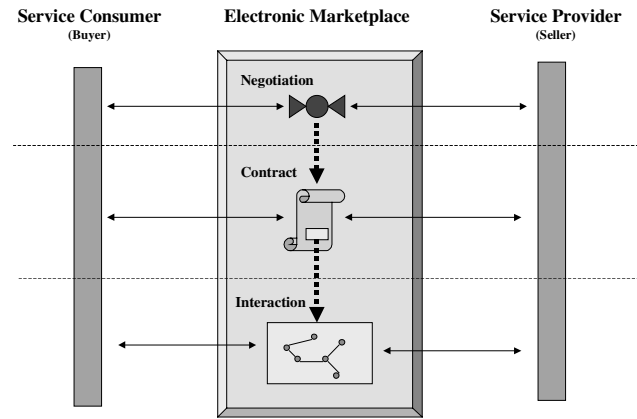 Service Consumer
(Buyer)
Electronic Marketplace
Service Provider
(Seller)
Negotiation
Contract
Interaction